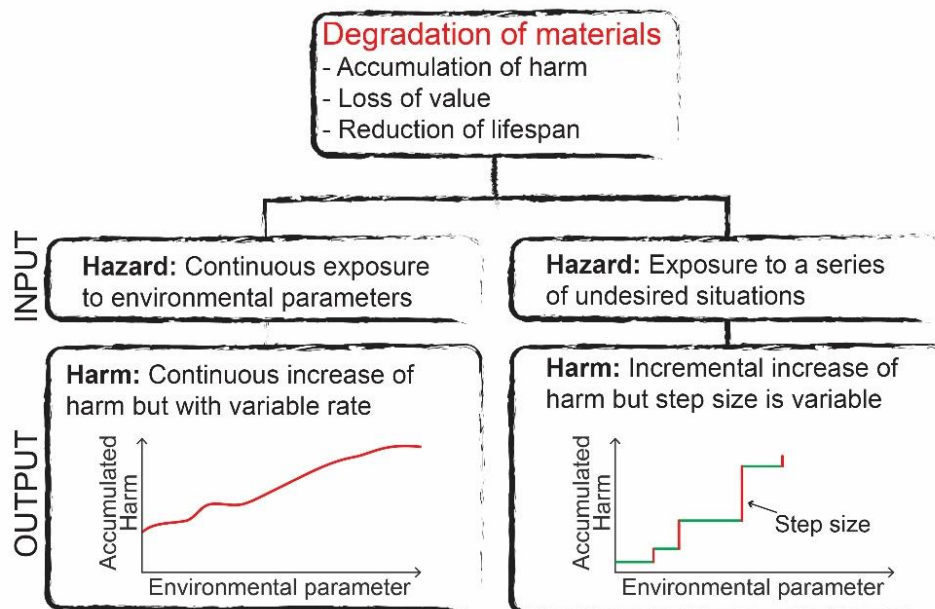 Degradation of materials
- Accumulation of harm
- Loss of value
- Reduction of lifespan
INPUT
Hazard: Continuous exposure
to environmental parameters
Hazard: Exposure to a series
of undesired situations
OUTPUT
Harm: Continuous increase of
harm but with variable rate
Accumulated
Harm
Environmental parameter
Harm: Incremental increase of
harm but step size is variable
Accumulated
Harm
Step size
Environmental parameter